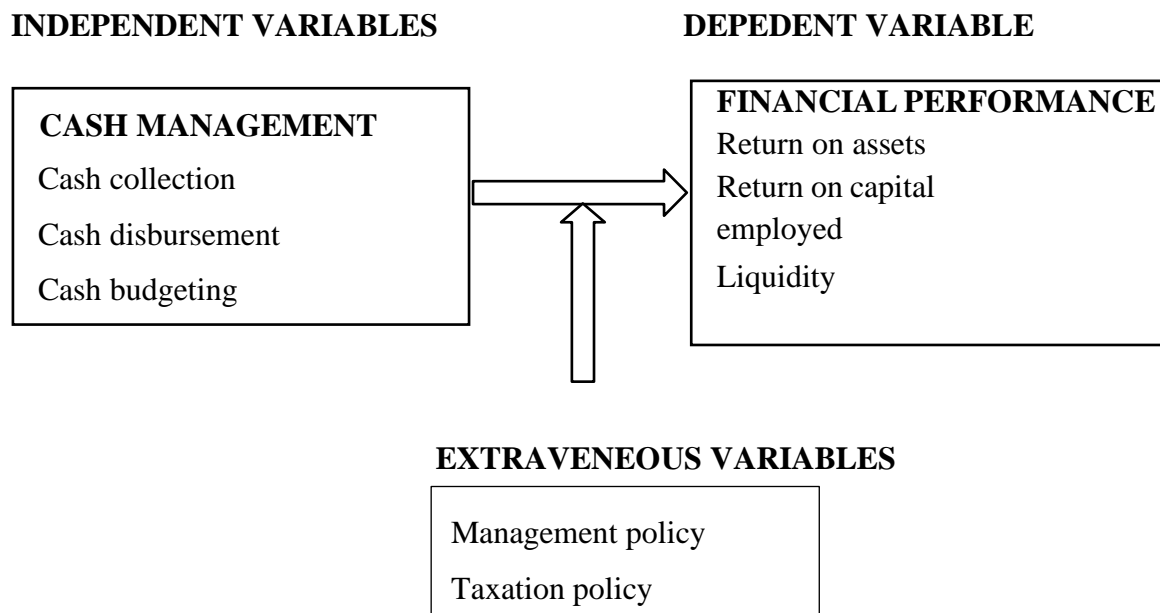 INDEPENDENT VARIABLES
DEPEDENT VARIABLE
CASH MANAGEMENT
Cash collection
Cash disbursement
Cash budgeting
FINANCIAL PERFORMANCE
Return on assets
Return on capital
employed
Liquidity
EXTRAVENEOUS VARIABLES
Management policy
Taxation policy